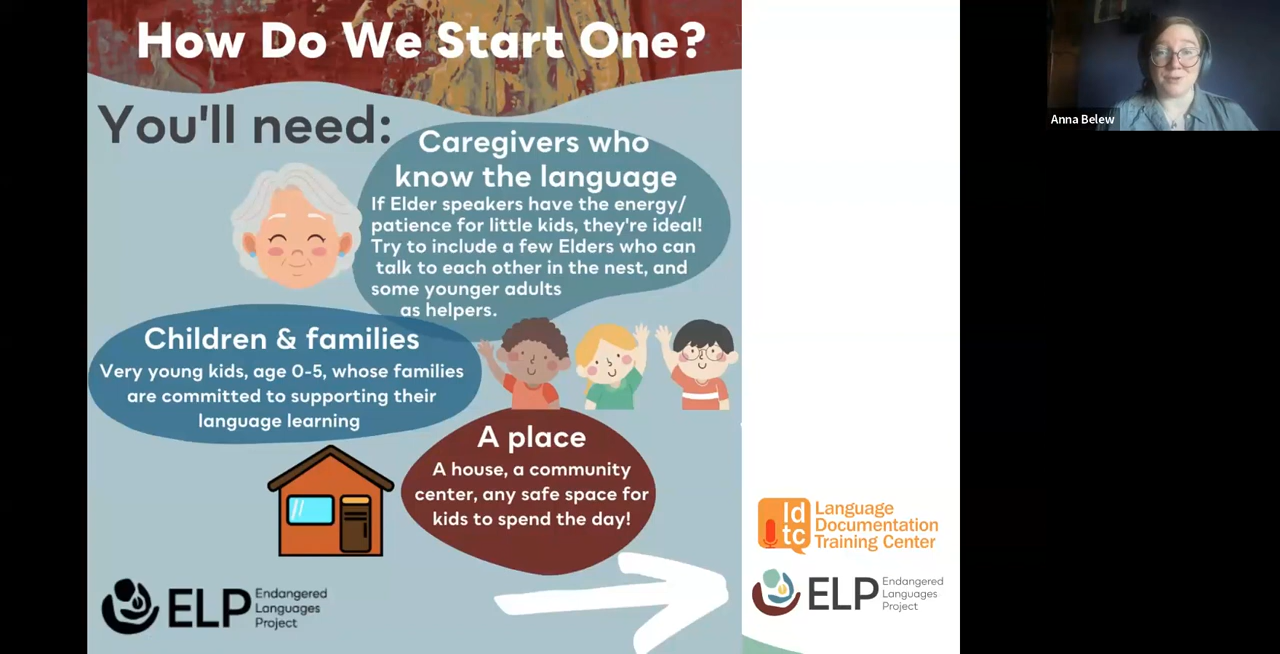 How Do We Start One?
You'll need:
Caregivers who
know the language
If Elder speakers have the energy/
patience for little kids, they're ideal!
Try to include a few Elders who can
talk to each other in the nest, and
some younger adults
as helpers.
Children & families
Very young kids, age 0-5, whose families
are committed to supporting their
language learning
A place
A house, a community
center, any safe space for
kids to spend the day!
ELP Endangered
Languages
Project
ld
tc
Language
Documentation
Training Center
ELP Endangered
Languages
Project
Anna Belew